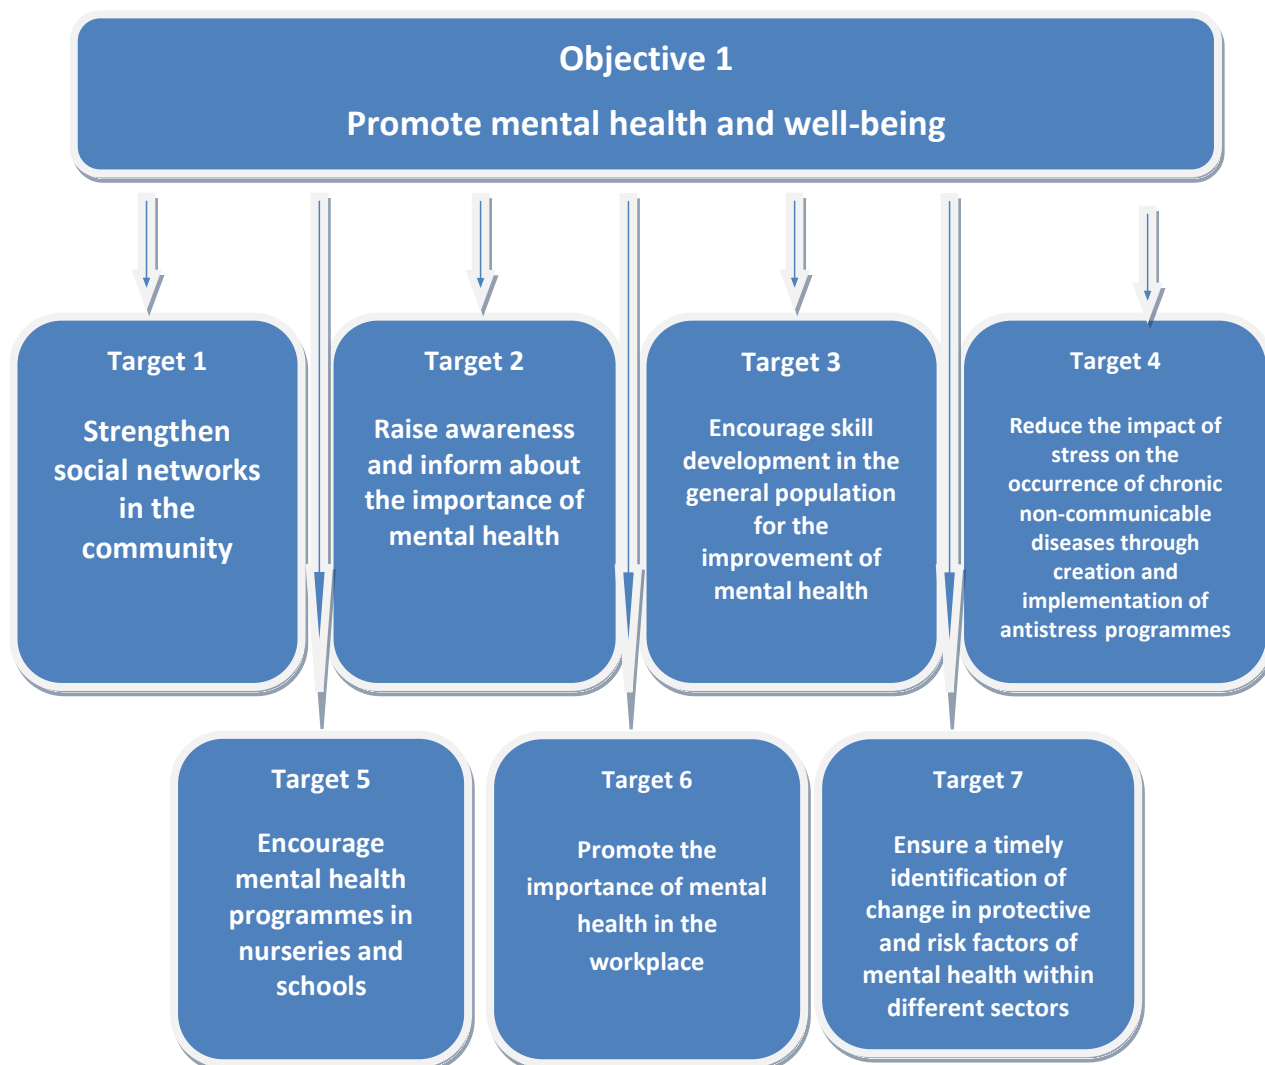 Objective 1
Promote mental health and well-being
Target 1
Strengthen
social networks
in the
community
Target 2
Raise awareness
and inform about
the importance of
mental health
Target 3
Encourage skill
development in the
general population
for the
improvement of
mental health
Target 4
Reduce the impact of
stress on the
occurrence of chronic
non-communicable
diseases through
creation and
implementation of
antistress programmes
Target 5
Encourage
mental health
programmes in
nurseries and
schools
Target 6
Promote the
importance of mental
health in the
workplace
Target 7
Ensure a timely
identification of
change in protective
and risk factors of
mental health within
different sectors